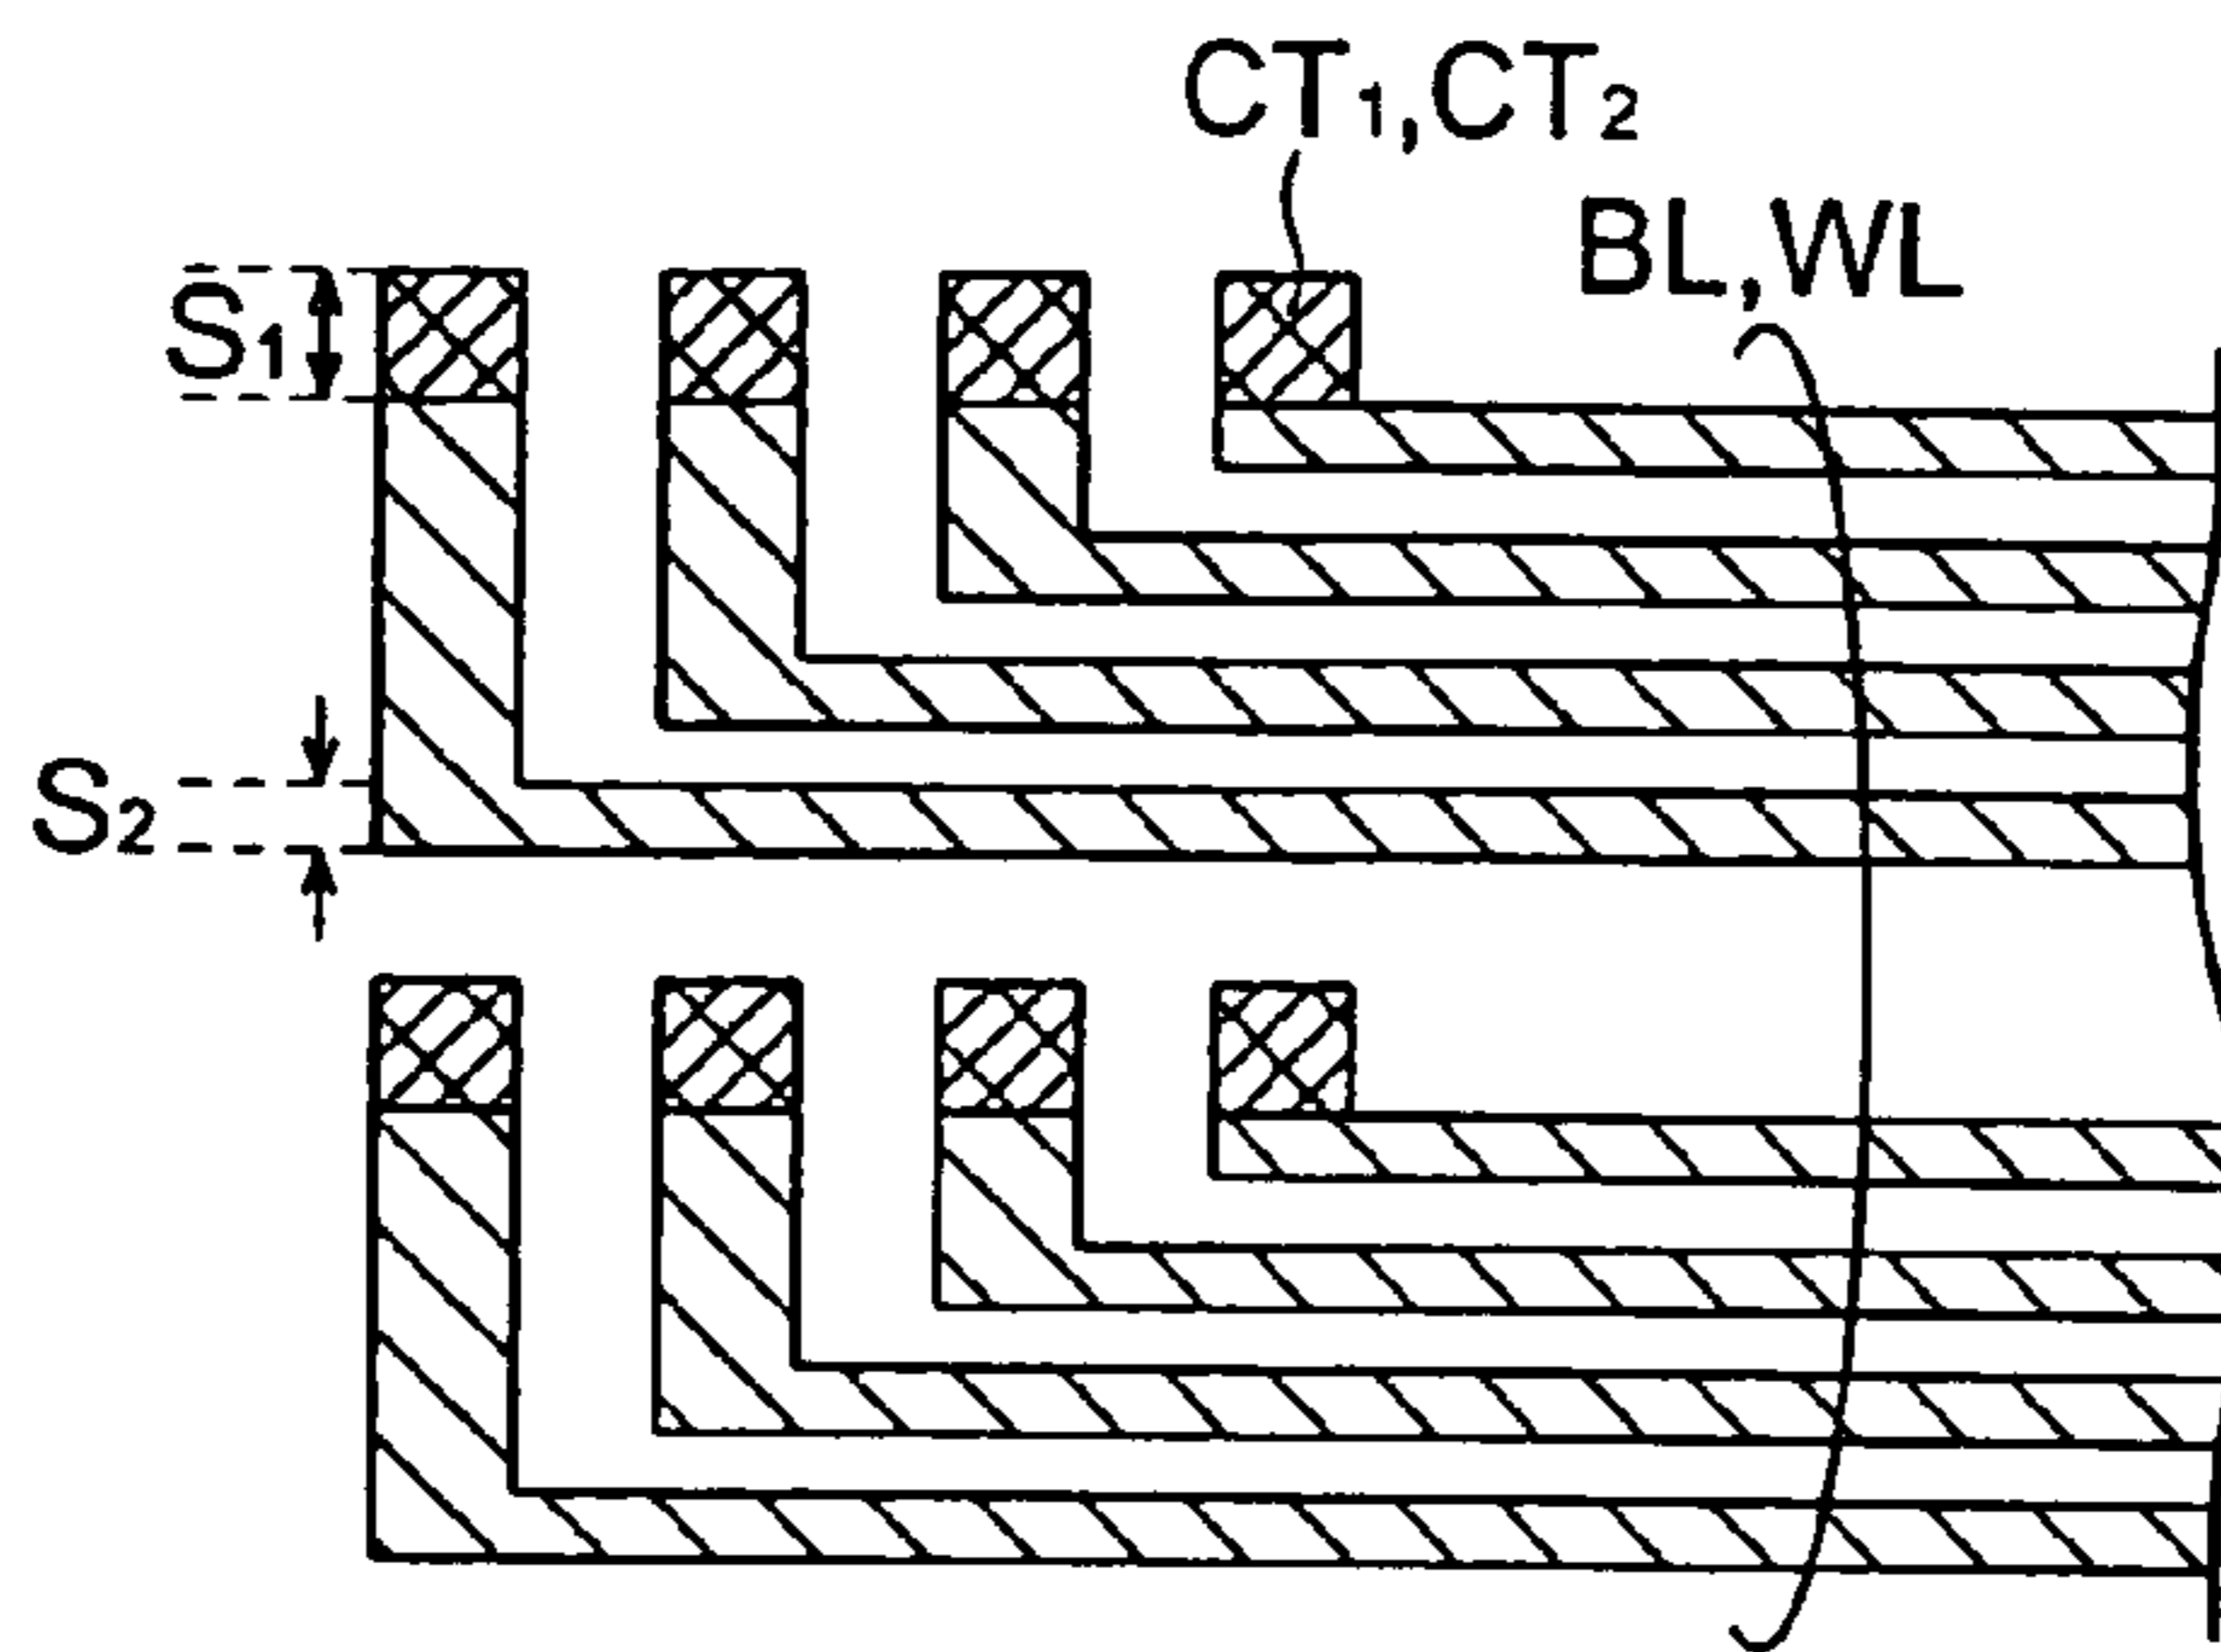 CT₁,CT₂
BL,WL
S₁
S₂